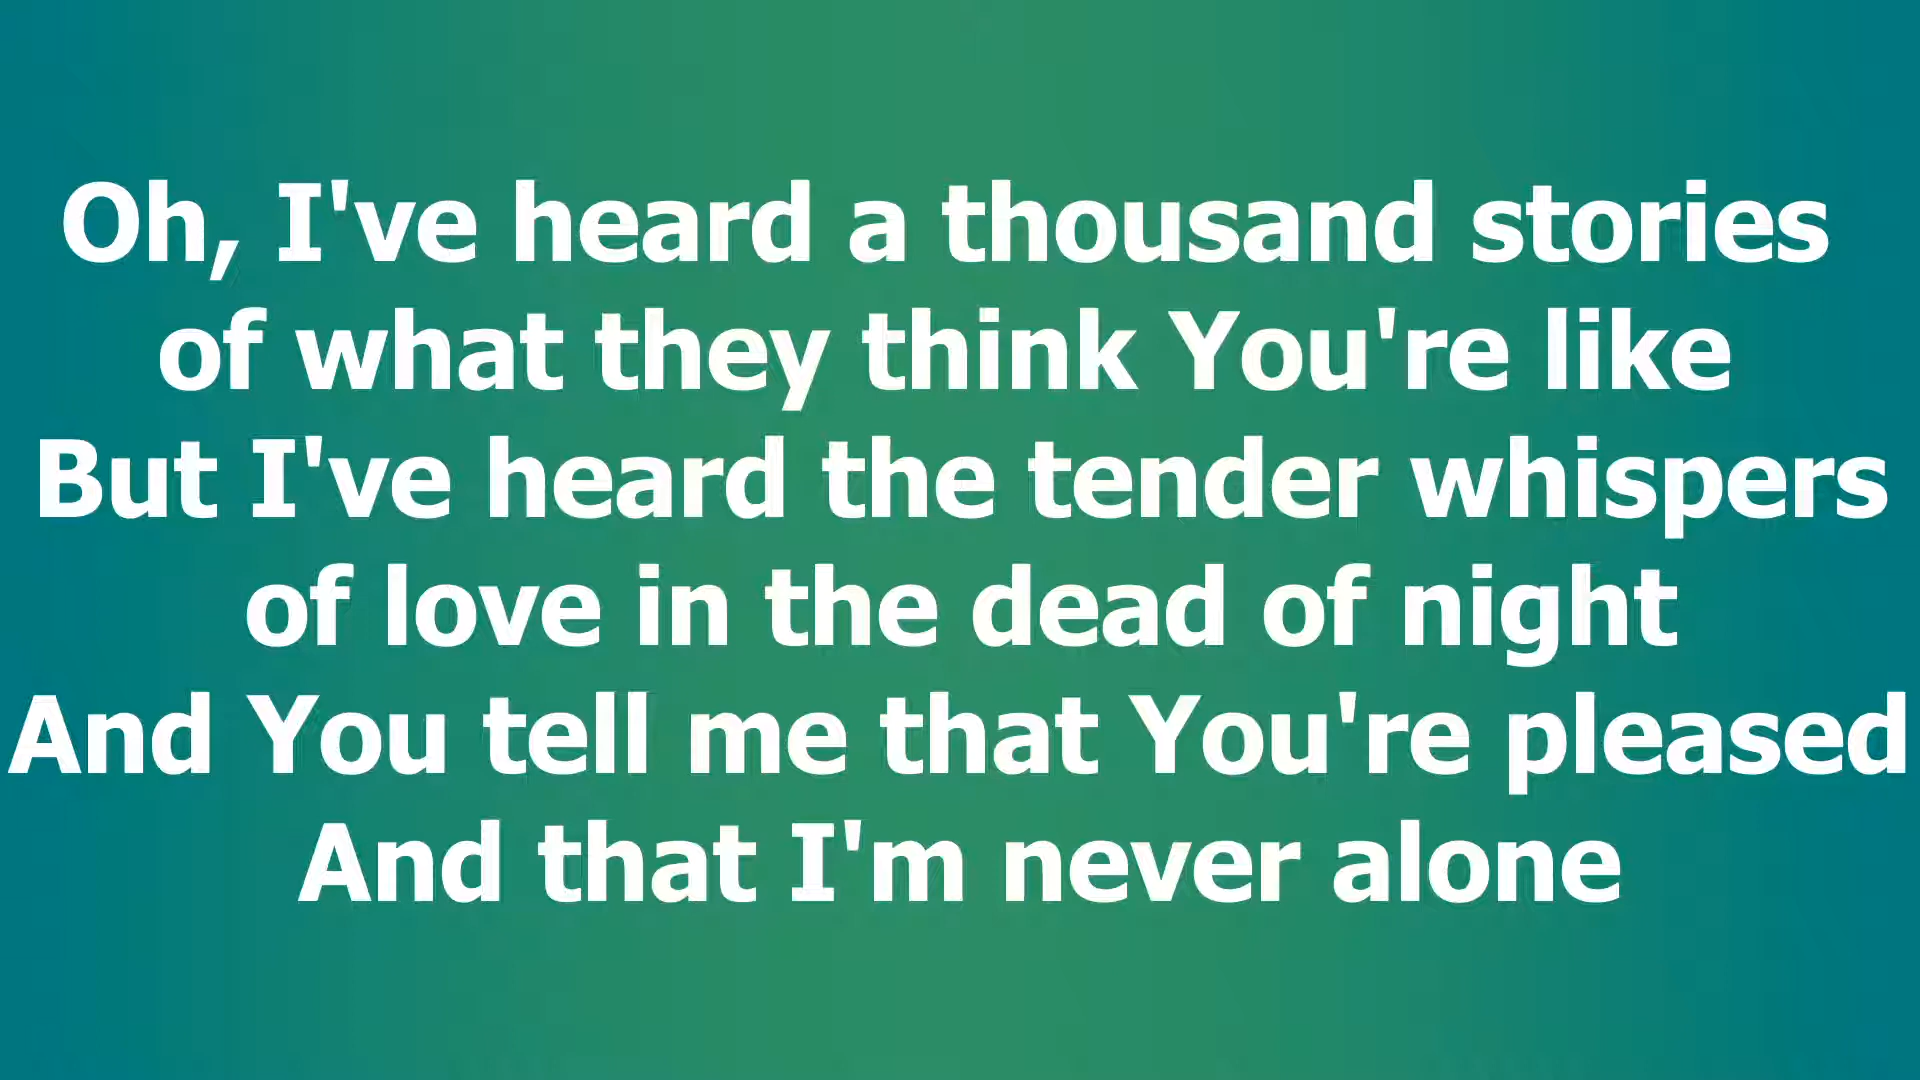 Oh, I've heard a thousand stories
of what they think You're like
But I've heard the tender whispers
of love in the dead of night
And You tell me that You're pleased
And that I'm never alone